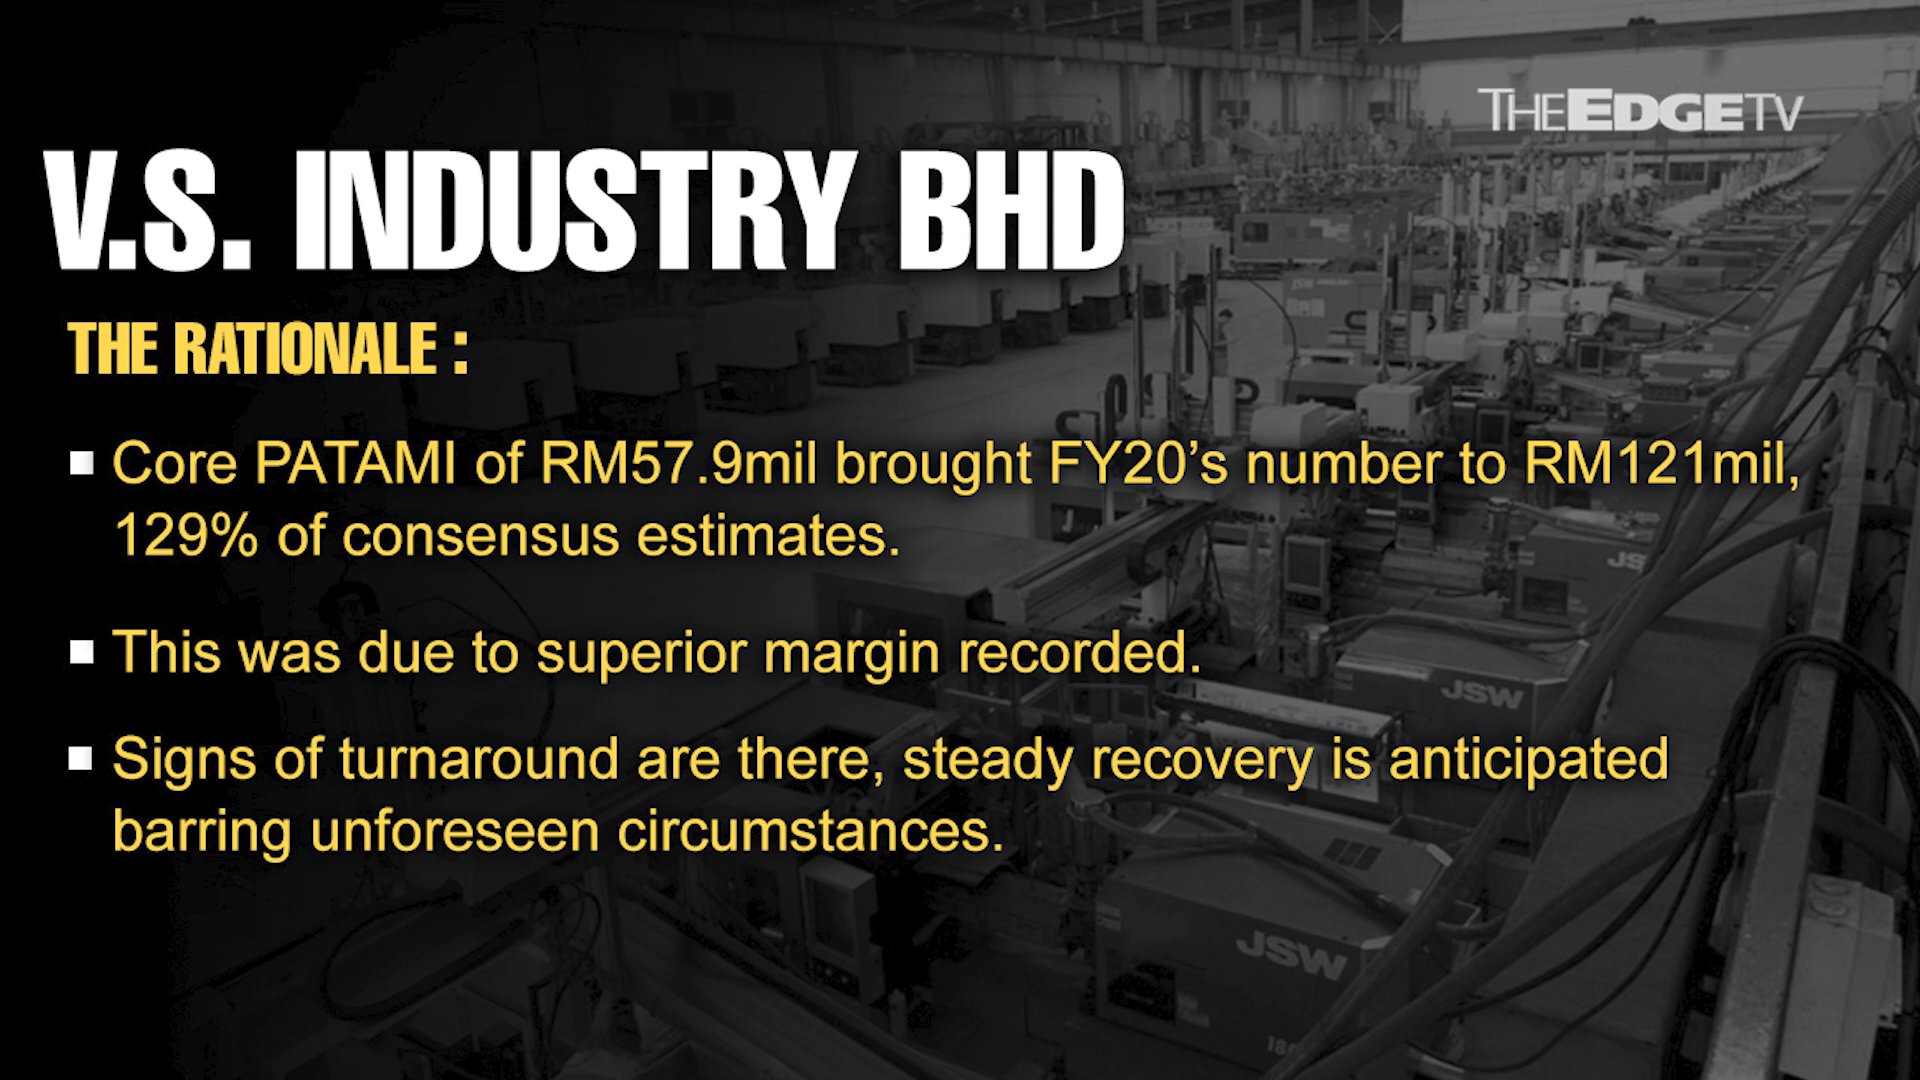 THEEDGETV
V.S. INDUSTRY BHD
THE RATIONALE :
Core PATAMI of RM57.9mil brought FY20’s number to RM121mil,
129% of consensus estimates.
This was due to superior margin recorded.
Signs of turnaround are there, steady recovery is anticipated
barring unforeseen circumstances.
JSW
JSW